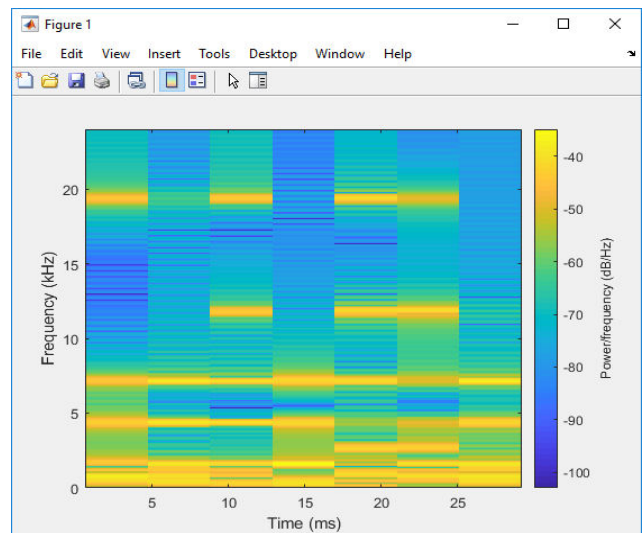 Figure 1
File Edit View Insert Tools Desktop Window Help
20
15
10
5
0
Frequency (kHz)
5 10 15 20 25
Time (ms)
-40
-50
-60
-70
-80
-90
-100
Power/frequency (dB/Hz)